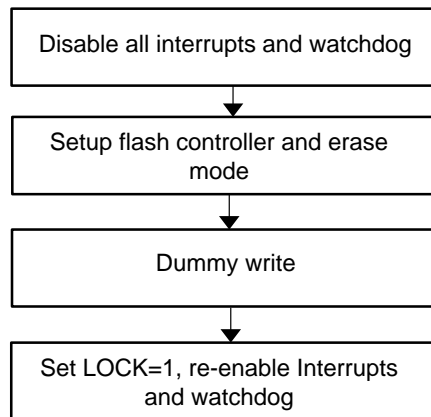 Disable all interrupts and watchdog
Setup flash controller and erase
mode
Dummy write
Set LOCK=1, re-enable Interrupts
and watchdog